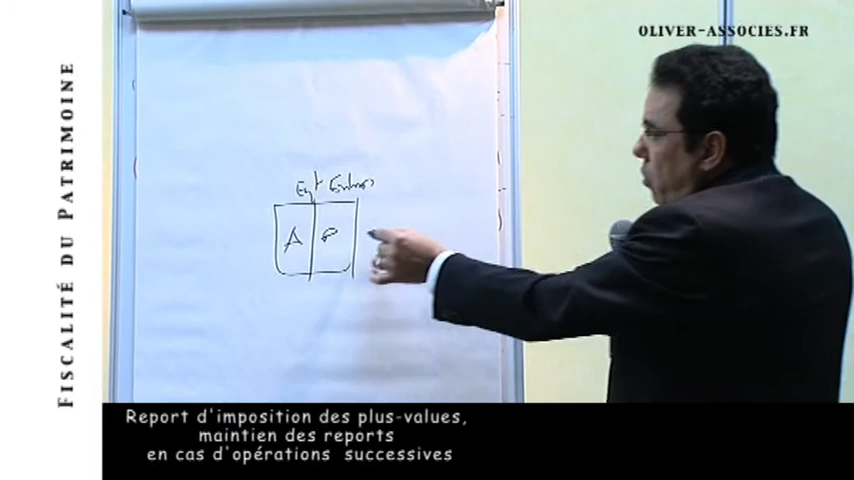 OLIVER-ASSOCIES.FR
FISCALITÉ DU PATRIMOINE
A P
Report d'imposition des plus-values,
maintien des reports
en cas d'opérations successives